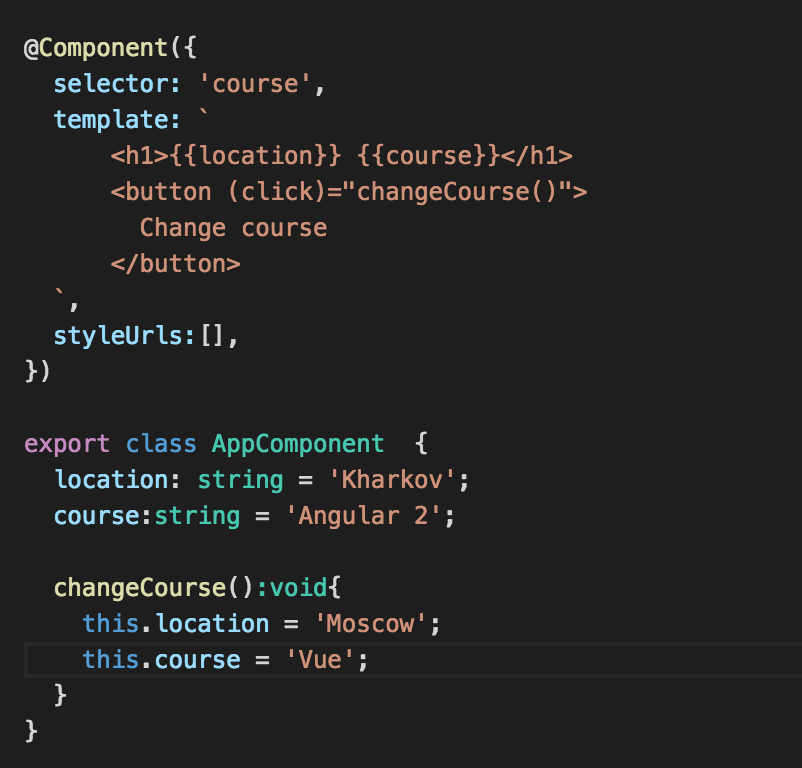 @Component({
  selector: 'course',
  template: `
      <h1>{{location}} {{course}}</h1>
      <button (click)="changeCourse()">
        Change course
      </button>
  `,
  styleUrls:[],
})

export class AppComponent  {
  location: string = 'Kharkov';
  course:string = 'Angular 2';

  changeCourse():void{
    this.location = 'Moscow';
    this.course = 'Vue';
  }
}